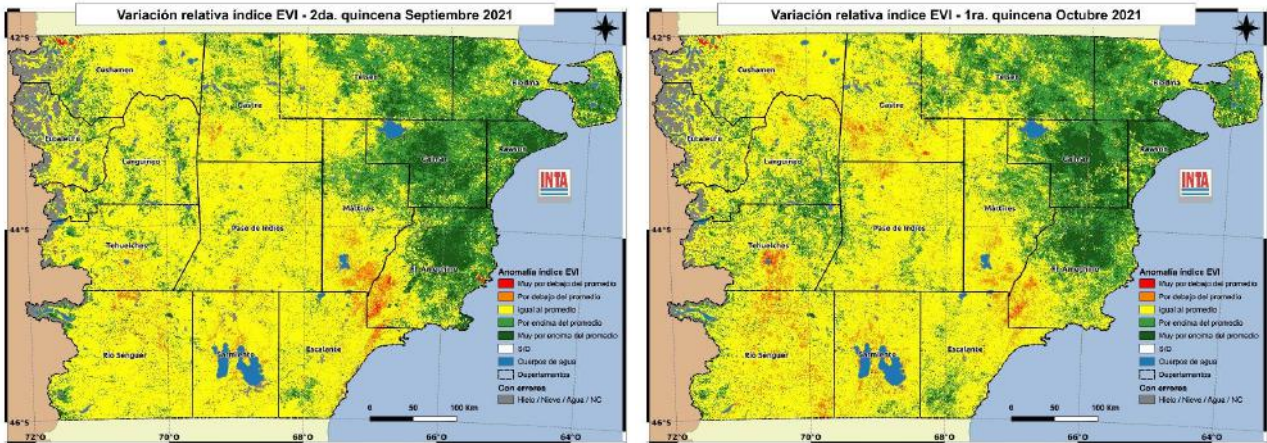 Variación relativa índice EVI - 2da. quincena Septiembre 2021
42°S
Cushamen
Gastre
Telsen
Biedma
Futaleufú
Languiñeo
Gaiman
Rawson
INTA
Mártires
44°S
Tehuelches
Paso de Indios
Río Senguer
Sarmiento
Escalante
Anomalía índice EVI
Muy por debajo del promedio
Por debajo del promedio
Igual al promedio
Por encima del promedio
Muy por encima del promedio
S/D
Cuerpos de agua
Departamentos
Con errores
Hielo / Nieve / Agua / NC
0 50 100 Km
46°S
72°O 70°O 68°O 66°O 64°O
Variación relativa índice EVI - 1ra. quincena Octubre 2021
42°S
Cushamen
Gastre
Telsen
Biedma
Futaleufú
Languiñeo
Gaiman
Rawson
INTA
Mártires
44°S
Tehuelches
Paso de Indios
Río Senguer
Sarmiento
Escalante
Anomalía índice EVI
Muy por debajo del promedio
Por debajo del promedio
Igual al promedio
Por encima del promedio
Muy por encima del promedio
S/D
Cuerpos de agua
Departamentos
Con errores
Hielo / Nieve / Agua / NC
0 50 100 Km
46°S
72°O 70°O 68°O 66°O 64°O